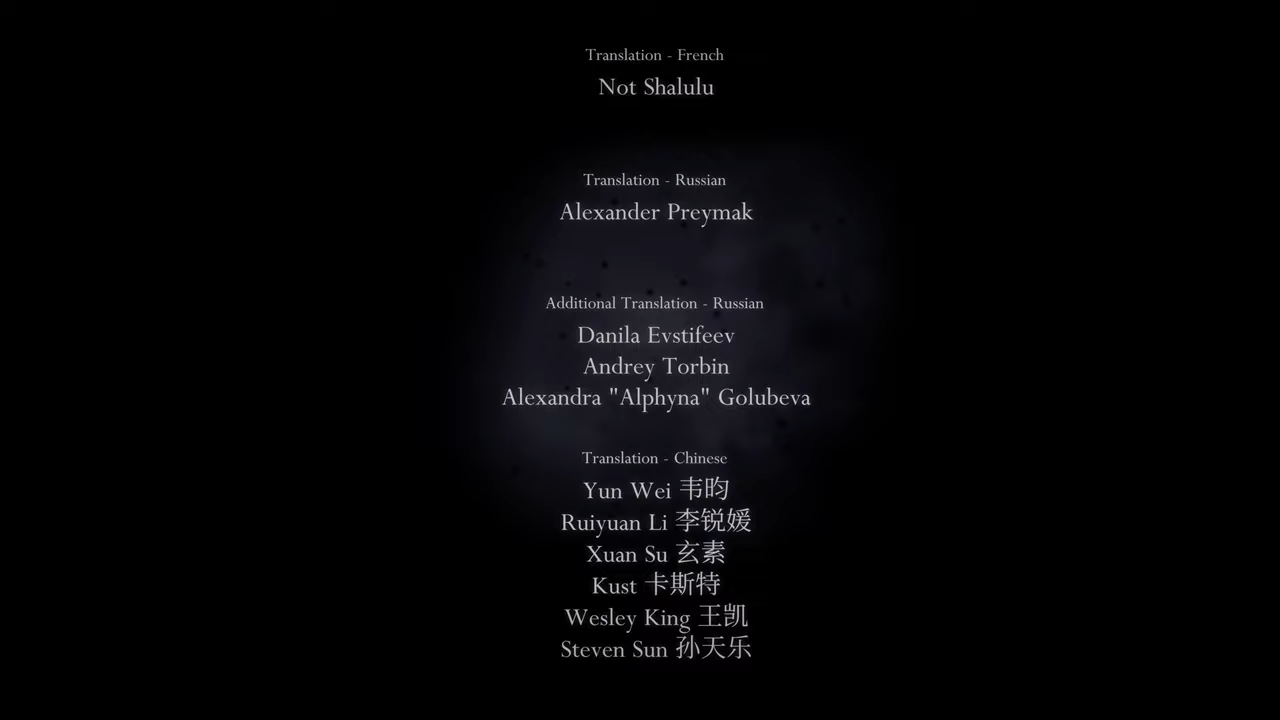 Translation - French
Not Shalulu
Translation - Russian
Alexander Preymak
Additional Translation - Russian
Danila Evstifeev
Andrey Torbin
Alexandra "Alphyna" Golubeva
Translation - Chinese
Yun Wei 韦昀
Ruiyuan Li 李锐媛
Xuan Su 玄素
Kust 卡斯特
Wesley King 王凯
Steven Sun 孙天乐